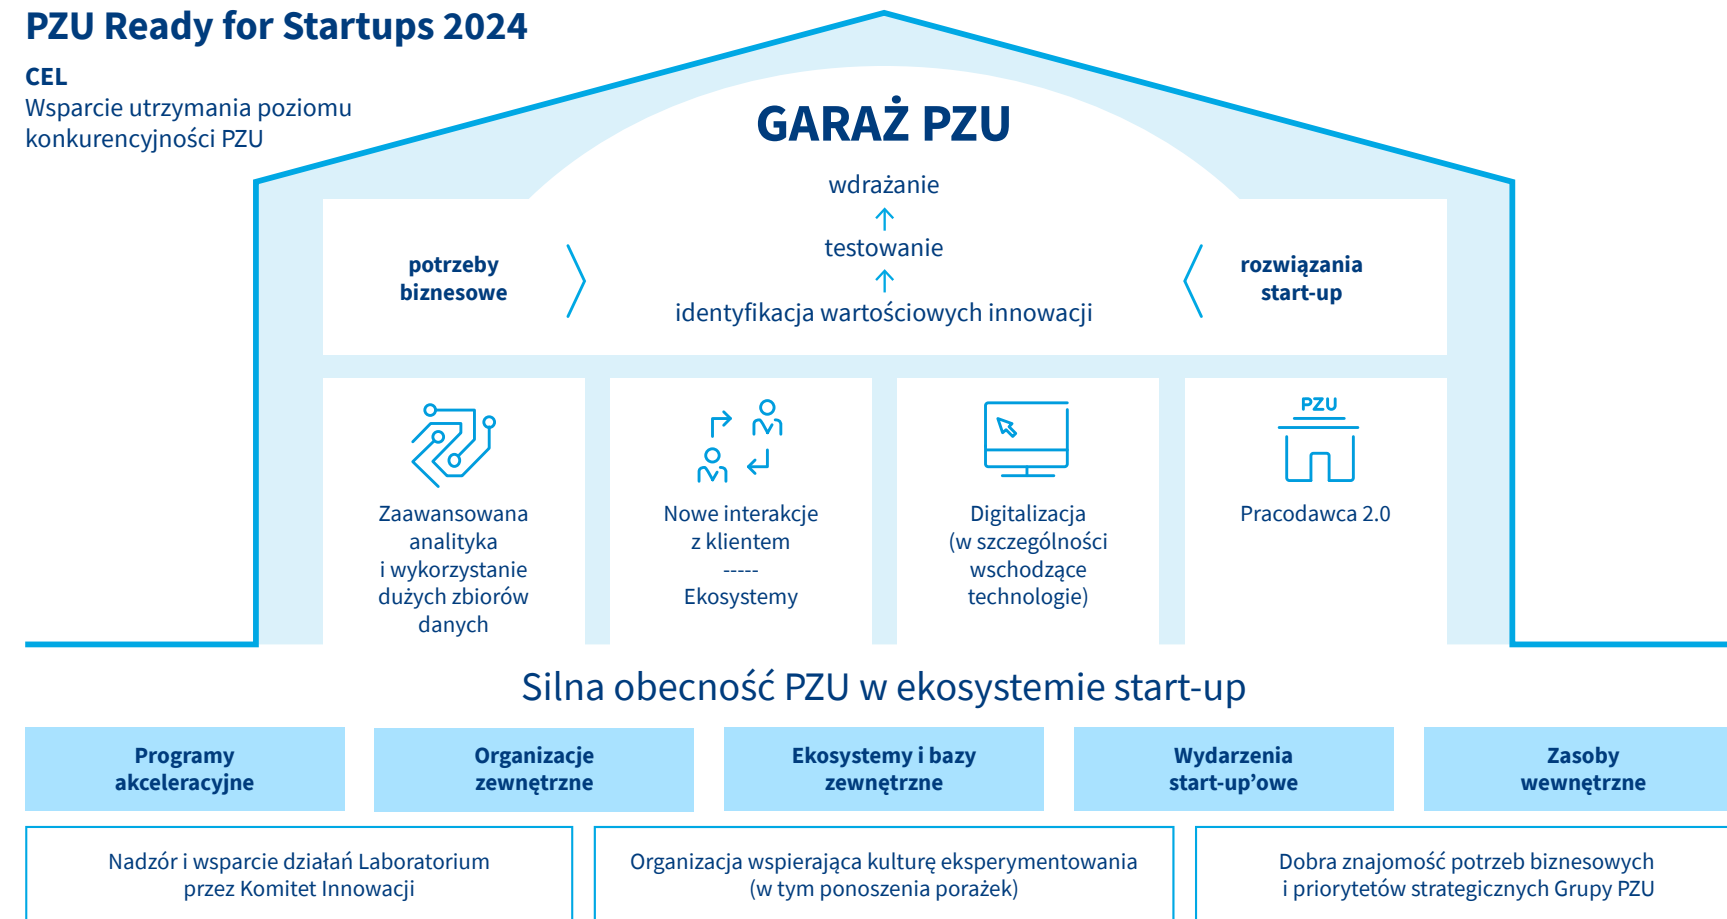 PZU Ready for Startups 2024
CEL
Wsparcie utrzymania poziomu
konkurencyjności PZU
GARAŻ PZU
wdrażanie
testowanie
identyfikacja wartościowych innowacji
potrzeby
biznesowe
rozwiązania
start-up
Zaawansowana
analityka
i wykorzystanie
dużych zbiorów
danych
Nowe interakcje
z klientem
-----
Ekosystemy
Digitalizacja
(w szczególności
wschodzące
technologie)
PZU
Pracodawca 2.0
Silna obecność PZU w ekosystemie start-up
Programy
akceleracyjne
Organizacje
zewnętrzne
Ekosystemy i bazy
zewnętrzne
Wydarzenia
start-up’owe
Zasoby
wewnętrzne
Nadzór i wsparcie działań Laboratorium
przez Komitet Innowacji
Organizacja wspierająca kulturę eksperymentowania
(w tym ponoszenia porażek)
Dobra znajomość potrzeb biznesowych
i priorytetów strategicznych Grupy PZU